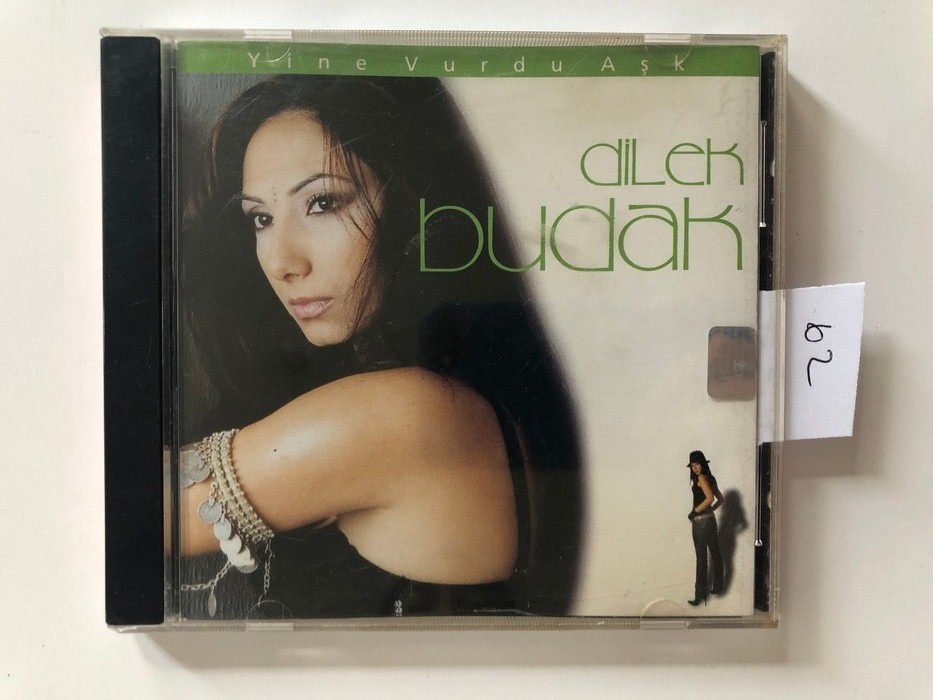 Yine Vurdu Aşk
dilek
budak
62